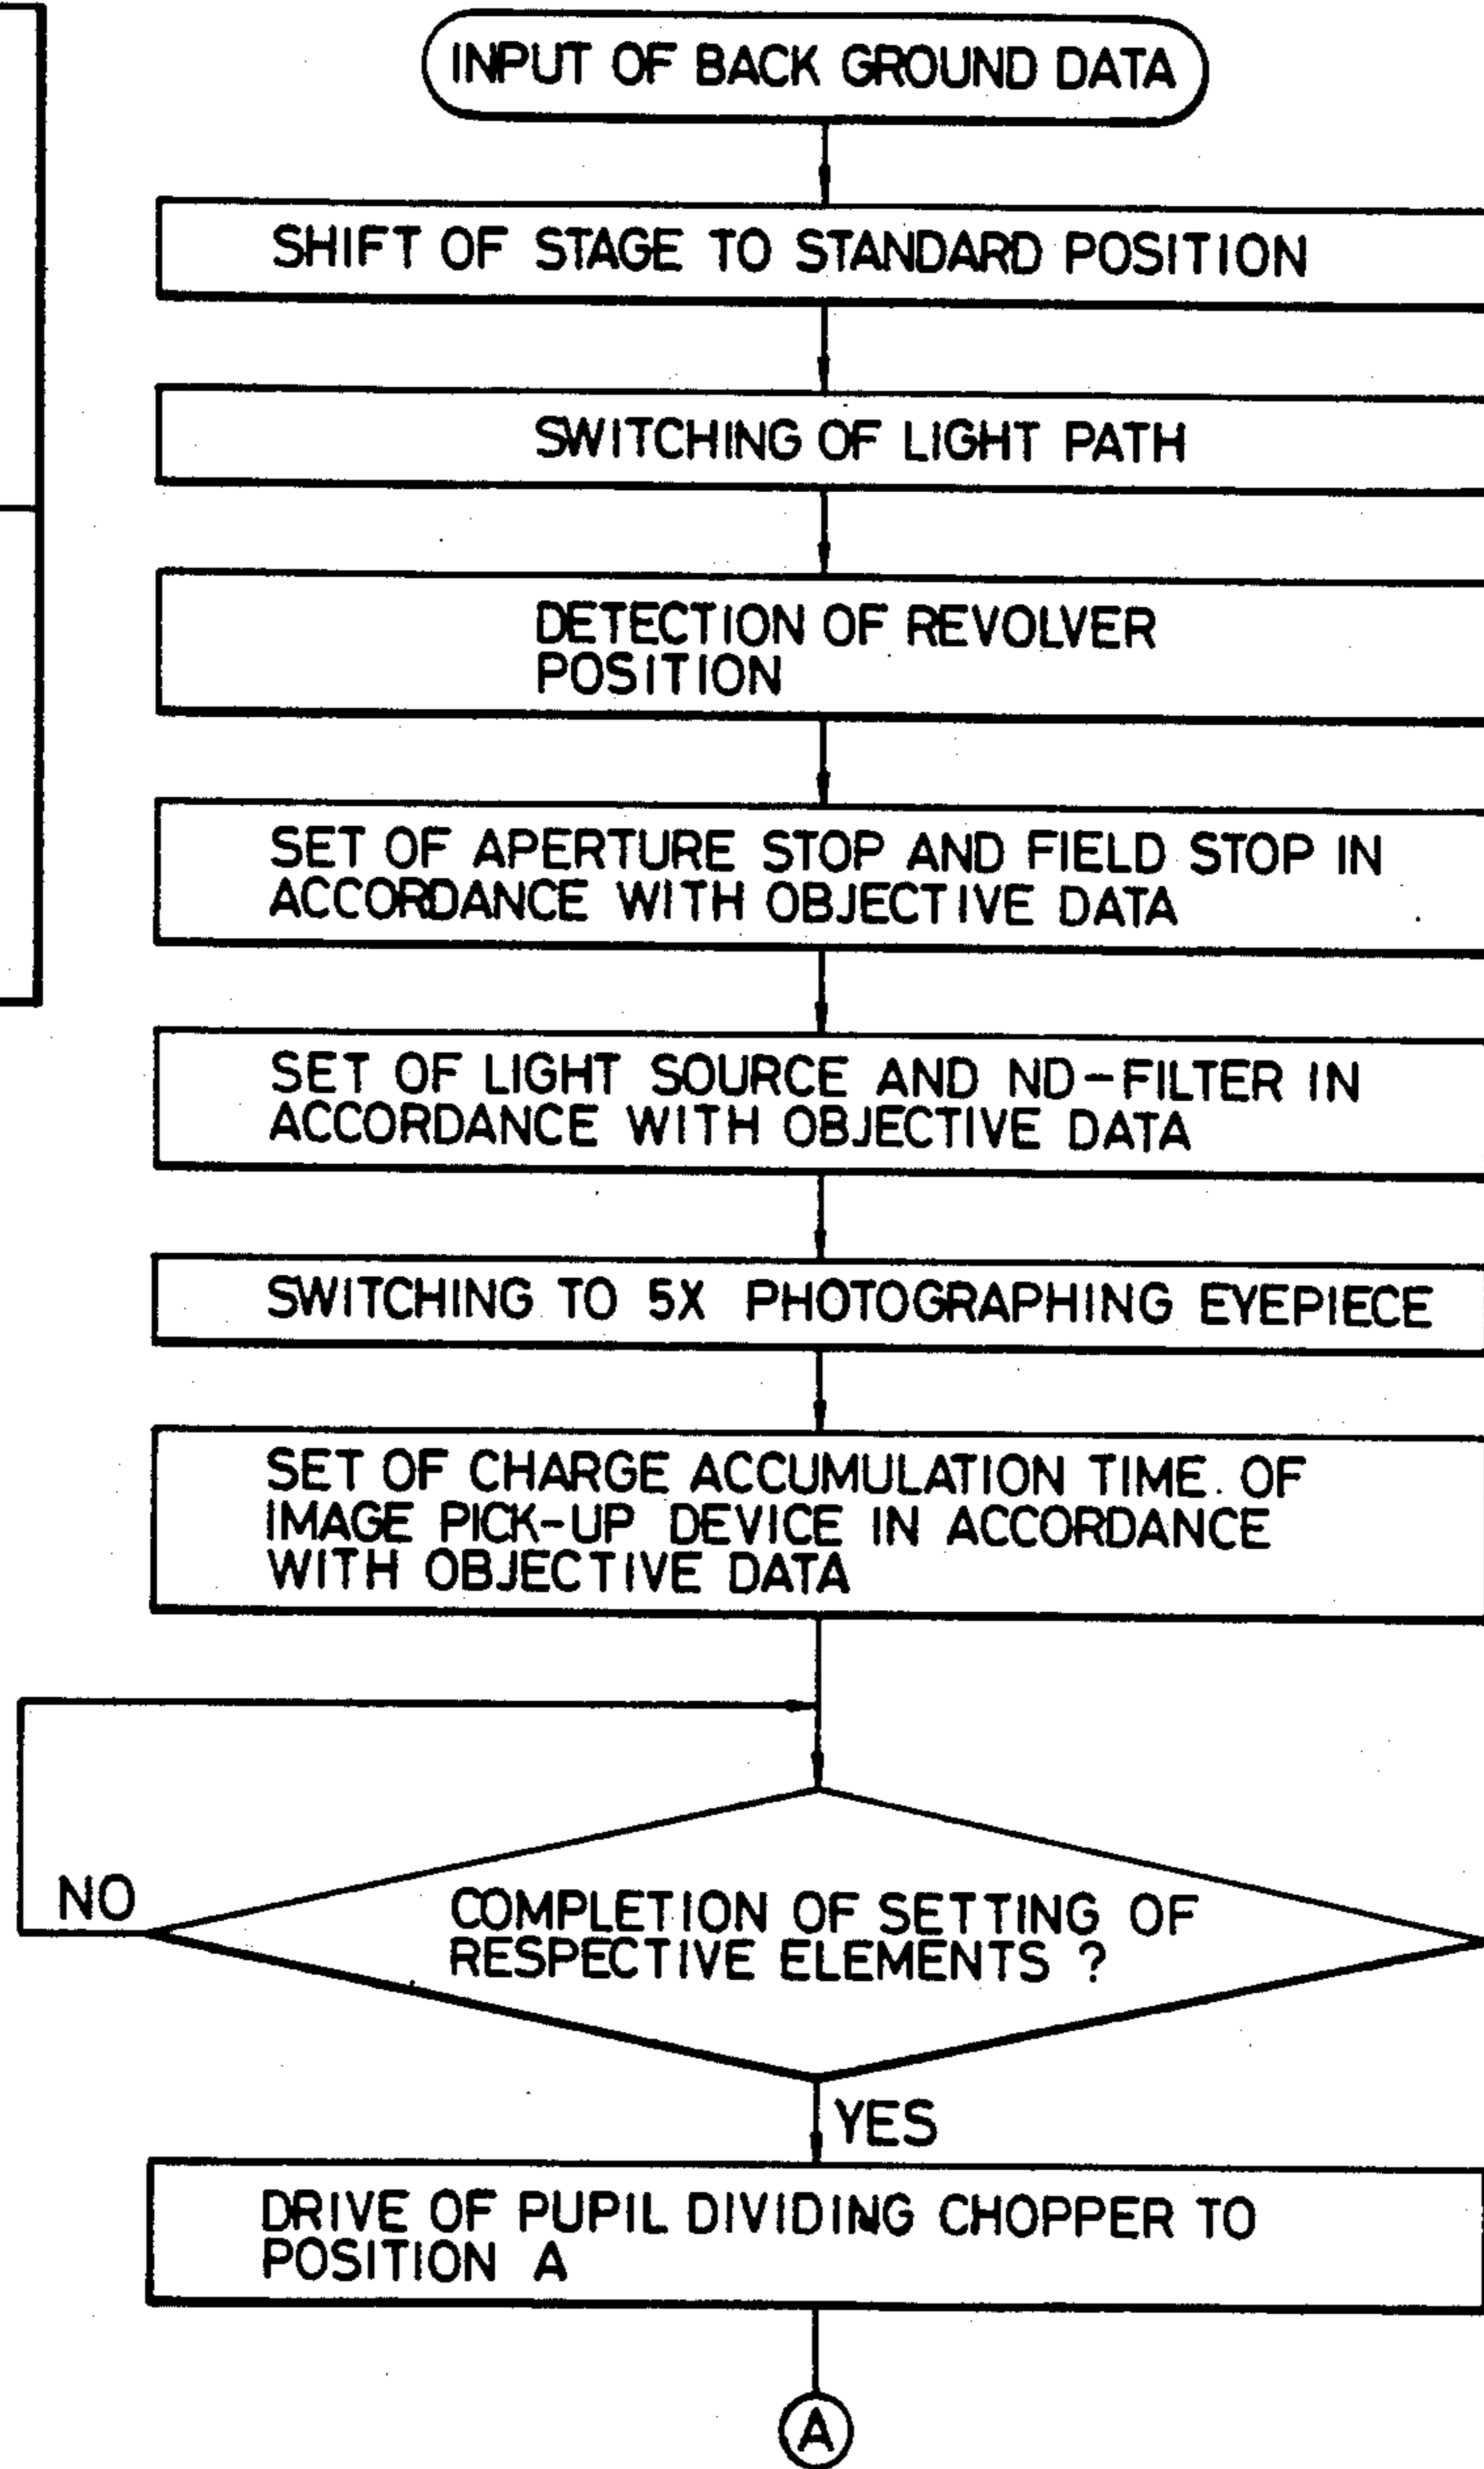 INPUT OF BACK GROUND DATA
SHIFT OF STAGE TO STANDARD POSITION
SWITCHING OF LIGHT PATH
DETECTION OF REVOLVER
POSITION
SET OF APERTURE STOP AND FIELD STOP IN
ACCORDANCE WITH OBJECTIVE DATA
SET OF LIGHT SOURCE AND ND-FILTER IN
ACCORDANCE WITH OBJECTIVE DATA
SWITCHING TO 5X PHOTOGRAPHING EYEPIECE
SET OF CHARGE ACCUMULATION TIME OF
IMAGE PICK-UP DEVICE IN ACCORDANCE
WITH OBJECTIVE DATA
NO
COMPLETION OF SETTING OF
RESPECTIVE ELEMENTS ?
YES
DRIVE OF PUPIL DIVIDING CHOPPER TO
POSITION A
A